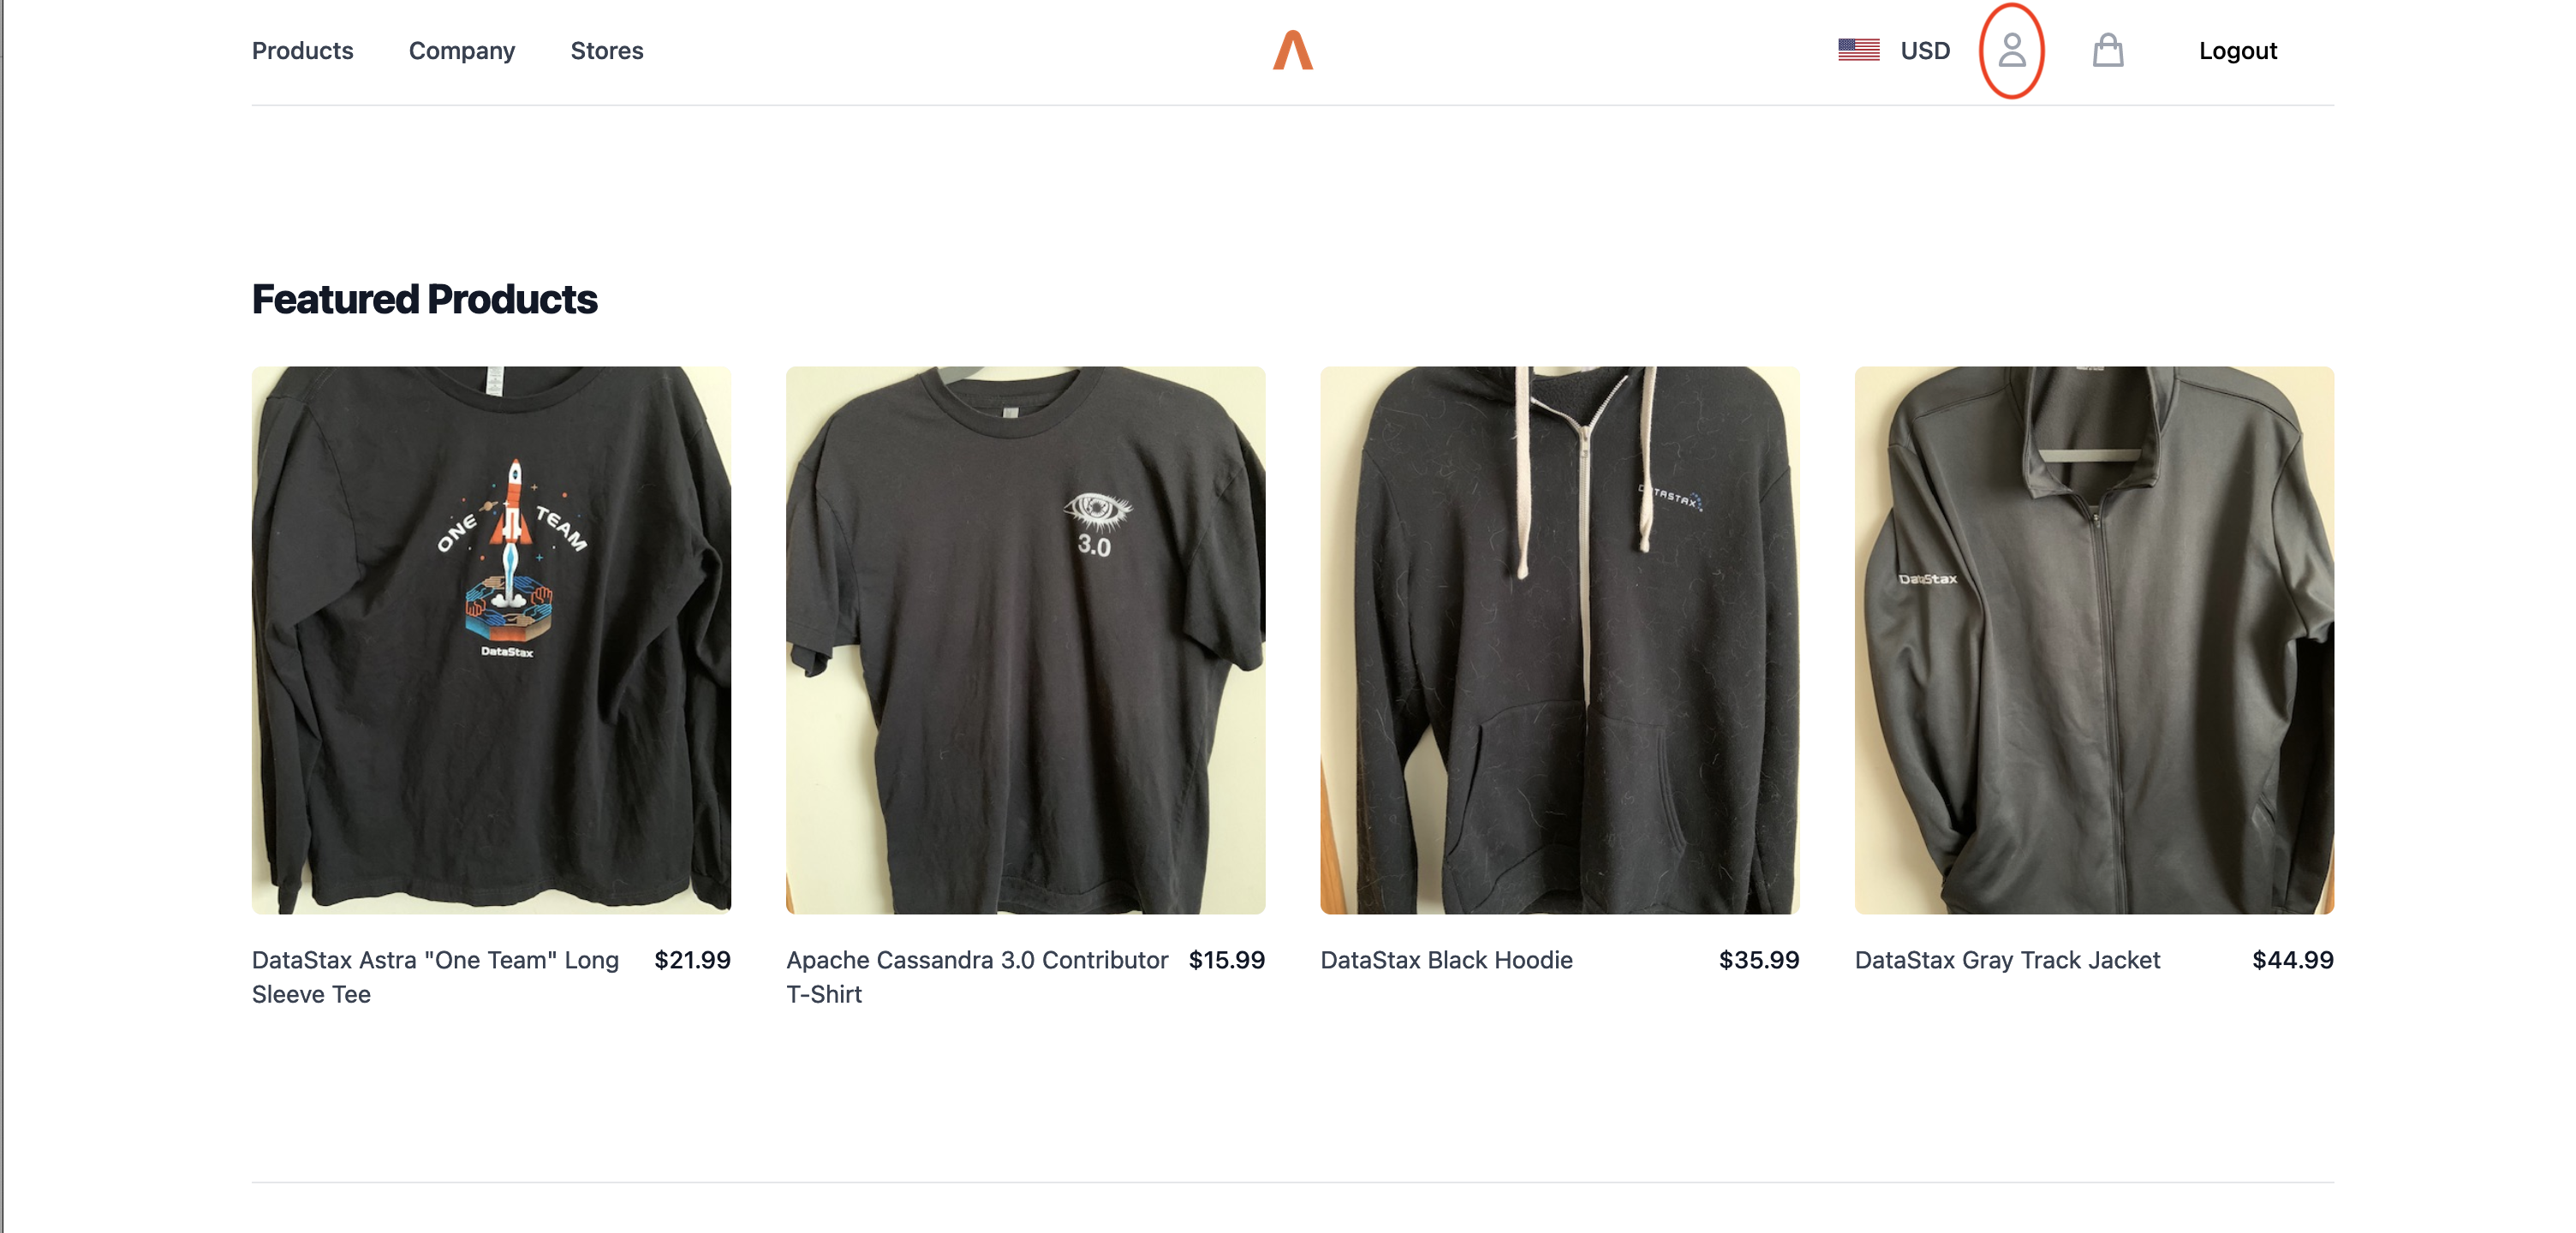 Products
Company
Stores
USD
Logout
Featured Products
ONE TEAM
DataStax
3.0
DATASTAX
DataStax
DataStax Astra "One Team" Long
Sleeve Tee
$21.99
Apache Cassandra 3.0 Contributor
T-Shirt
$15.99
DataStax Black Hoodie
$35.99
DataStax Gray Track Jacket
$44.99